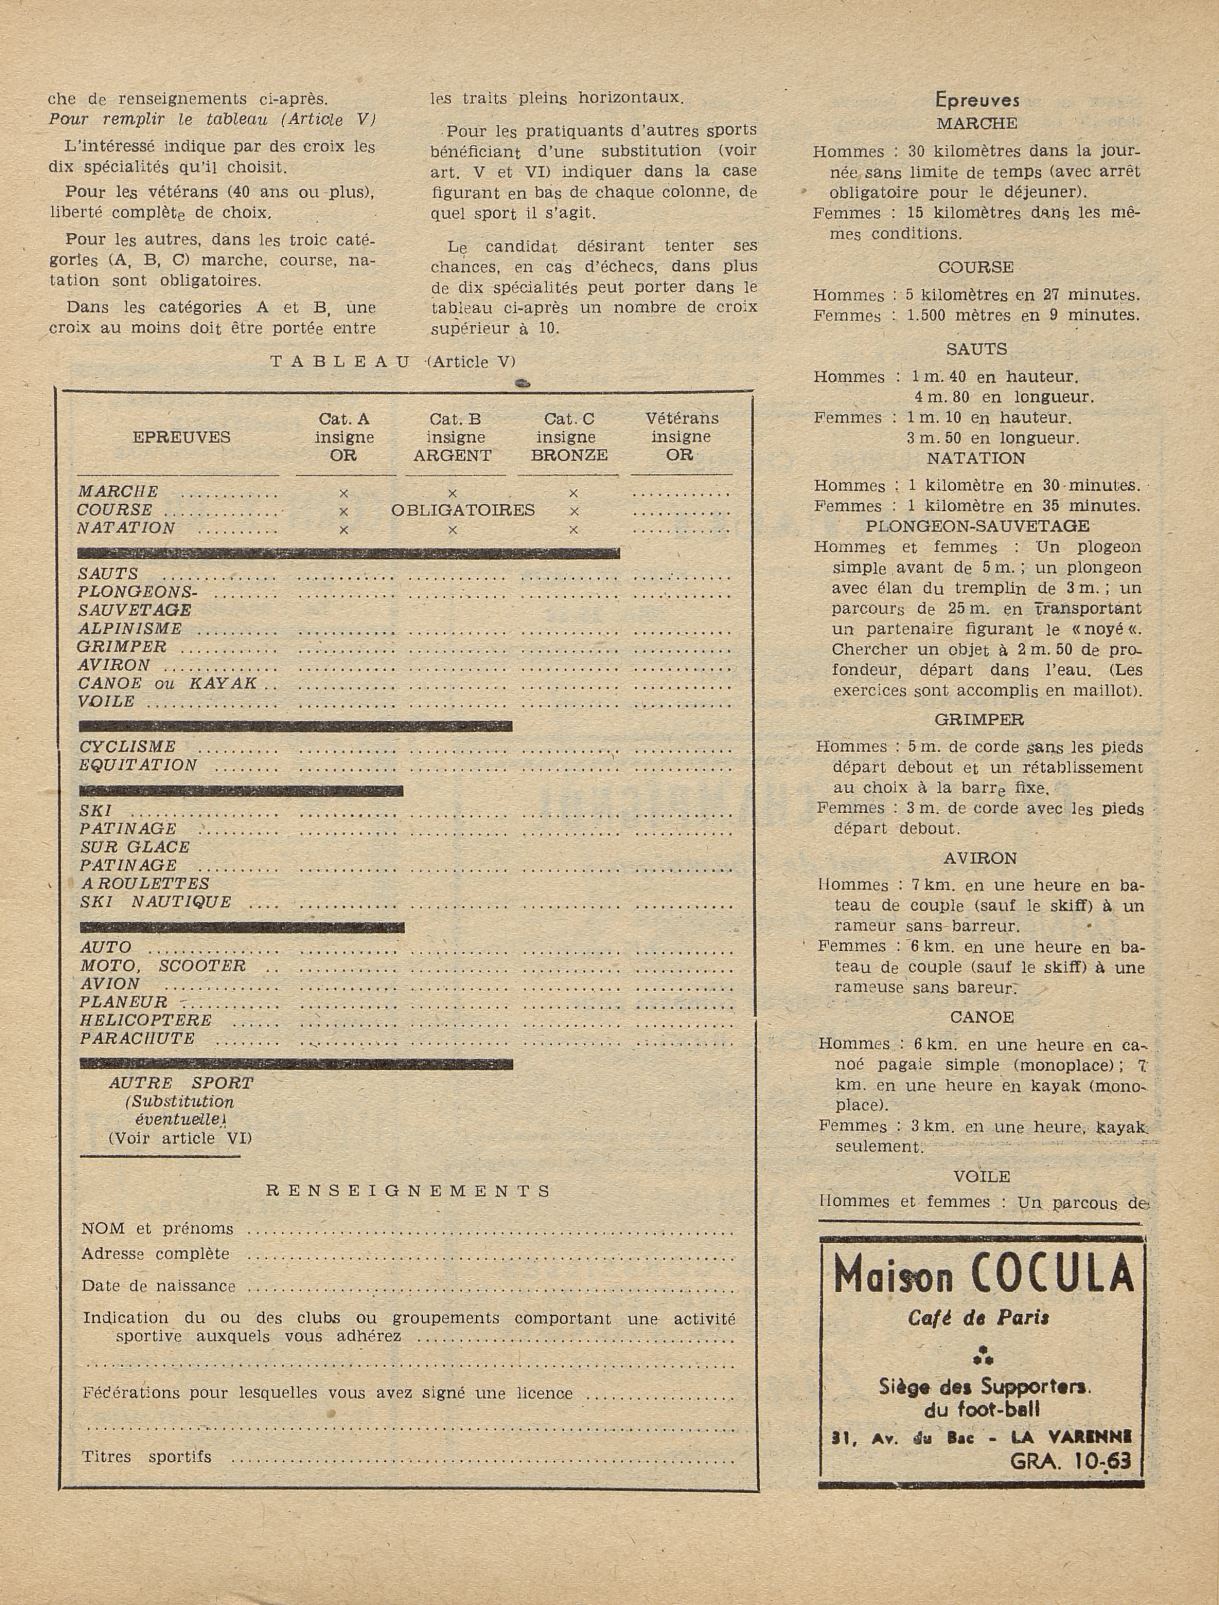 che de renseignements ci-après.
Pour remplir le tableau (Article V)
L'intéressé indique par des croix les
dix spécialités qu'il choisit.
Pour les vétérans (40 ans ou plus),
liberté complète de choix.
Pour les autres, dans les troic caté-
gories (A, B, C) marche, course, na-
tation sont obligatoires.
Dans les catégories A et B, une
croix au moins doit être portée entre
les traits pleins horizontaux.
Pour les pratiquants d'autres sports
bénéficiant d'une substitution (voir
art. V et VI) indiquer dans la case
figurant en bas de chaque colonne, de
quel sport il s'agit.
Le candidat désirant tenter ses
chances, en cas d'échecs, dans plus
de dix spécialités peut porter dans le
tableau ci-après un nombre de croix
supérieur à 10.
TABLEAU (Article V)
EPREUVES
Cat. A
insigne
OR
Cat. B
insigne
ARGENT
Cat. C
insigne
BRONZE
Vétérans
insigne
OR
MARCHE ............ × × × ............
COURSE .............. × OBLIGATOIRES × ............
NATATION .......... × × × ............
SAUTS ..............
PLONGEONS-
SAUVETAGE
ALPINISME ..........
GRIMPER ............
AVIRON ..............
CANOE ou KAYAK ..
VOILE ................
CYCLISME ..........
EQUITATION ........
SKI ..................
PATINAGE ..........
SUR GLACE
PATINAGE ..........
A ROULETTES
SKI NAUTIQUE ....
AUTO ................
MOTO, SCOOTER ..
AVION ................
PLANEUR ............
HELICOPTERE ......
PARACHUTE ........
AUTRE SPORT
(Substitution
éventuelle)
(Voir article VI)
RENSEIGNEMENTS
NOM et prénoms ..........
Adresse complète ..........
Date de naissance ..........
Indication du ou des clubs ou groupements comportant une activité
sportive auxquels vous adhérez ..........
Fédérations pour lesquelles vous avez signé une licence ..........
Titres sportifs ..........
Epreuves
MARCHE
Hommes : 30 kilomètres dans la jour-
née sans limite de temps (avec arrêt
obligatoire pour le déjeuner).
Femmes : 15 kilomètres dans les mê-
mes conditions.
COURSE
Hommes : 5 kilomètres en 27 minutes.
Femmes : 1.500 mètres en 9 minutes.
SAUTS
Hommes : 1 m. 40 en hauteur.
4 m. 80 en longueur.
Femmes : 1 m. 10 en hauteur.
3 m. 50 en longueur.
NATATION
Hommes : 1 kilomètre en 30 minutes.
Femmes : 1 kilomètre en 35 minutes.
PLONGEON-SAUVETAGE
Hommes et femmes : Un plogeon
simple avant de 5 m. ; un plongeon
avec élan du tremplin de 3 m. ; un
parcours de 25 m. en transportant
un partenaire figurant le «noyé«.
Chercher un objet à 2 m. 50 de pro-
fondeur, départ dans l'eau. (Les
exercices sont accomplis en maillot).
GRIMPER
Hommes : 5 m. de corde sans les pieds
départ debout et un rétablissement
au choix à la barre fixe.
Femmes : 3 m. de corde avec les pieds
départ debout.
AVIRON
Hommes : 7 km. en une heure en ba-
teau de couple (sauf le skiff) à un
rameur sans barreur.
Femmes : 6 km. en une heure en ba-
teau de couple (sauf le skiff) à une
rameuse sans bareur.
CANOE
Hommes : 6 km. en une heure en ca-
noé pagaie simple (monoplace) ; 7
km. en une heure en kayak (mono-
place).
Femmes : 3 km. en une heure, kayak
seulement.
VOILE
Hommes et femmes : Un parcous de
Maison COCULA
Café de Paris
Siège des Supporters.
du foot-ball
31, Av. du Bac - LA VARENNE
GRA. 10-63